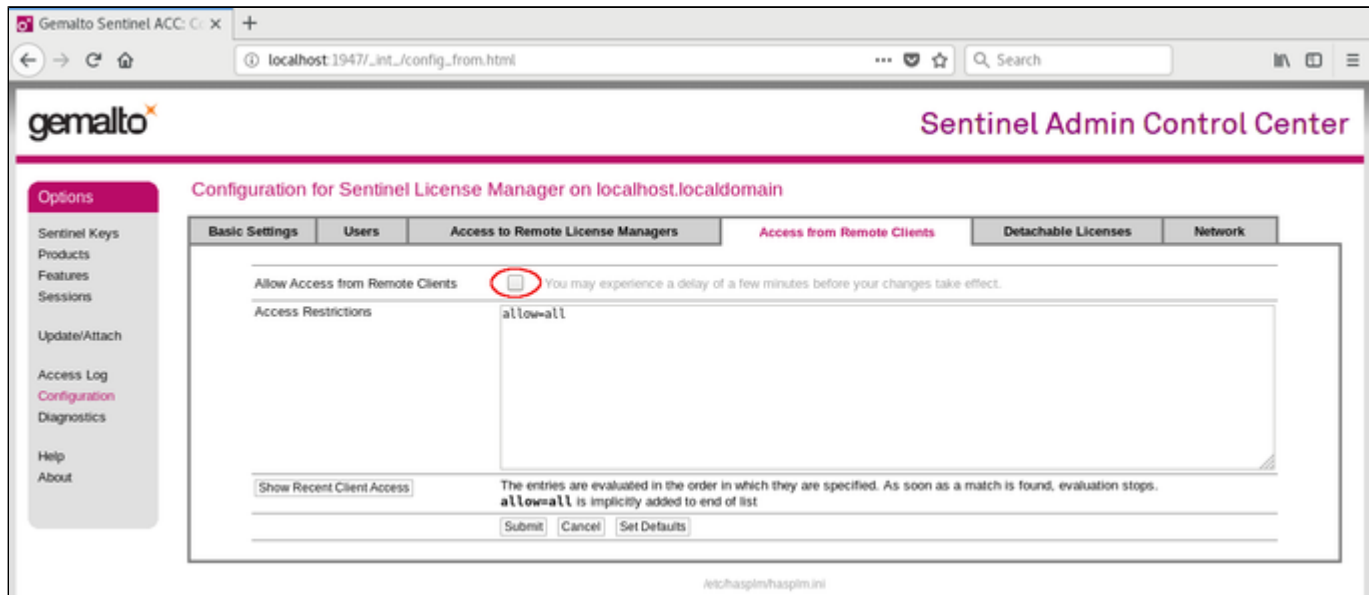 Gemalto Sentinel ACC: Co
localhost:1947/_int_/config_from.html
Search
gemalto
Sentinel Admin Control Center
Options
Sentinel Keys
Products
Features
Sessions
Update/Attach
Access Log
Configuration
Diagnostics
Help
About
Configuration for Sentinel License Manager on localhost.localdomain
Basic Settings Users Access to Remote License Managers Access from Remote Clients Detachable Licenses Network
Allow Access from Remote Clients You may experience a delay of a few minutes before your changes take effect.
Access Restrictions
allow=all
Show Recent Client Access
The entries are evaluated in the order in which they are specified. As soon as a match is found, evaluation stops.
allow=all is implicitly added to end of list
Submit Cancel Set Defaults
/etc/hasplm/hasplm.ini